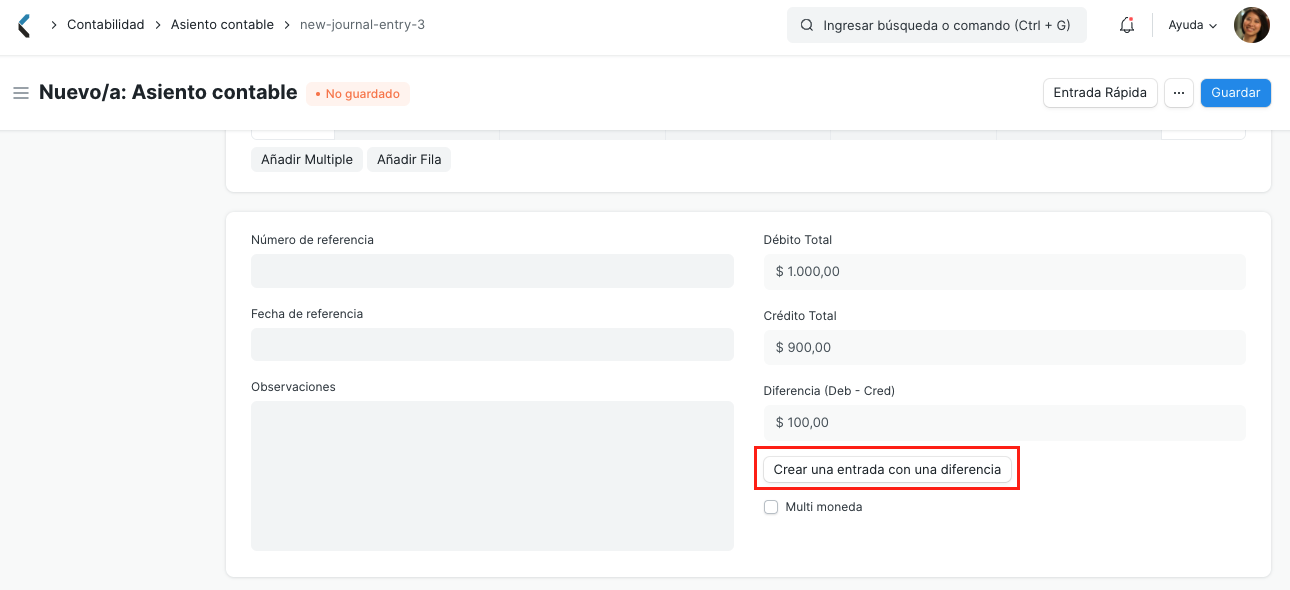 Contabilidad > Asiento contable > new-journal-entry-3
Ingresar búsqueda o comando (Ctrl + G)
Ayuda
Nuevo/a: Asiento contable
No guardado
Entrada Rápida
...
Guardar
Añadir Multiple
Añadir Fila
Número de referencia
Fecha de referencia
Observaciones
Débito Total
$ 1.000,00
Crédito Total
$ 900,00
Diferencia (Deb - Cred)
$ 100,00
Crear una entrada con una diferencia
Multi moneda